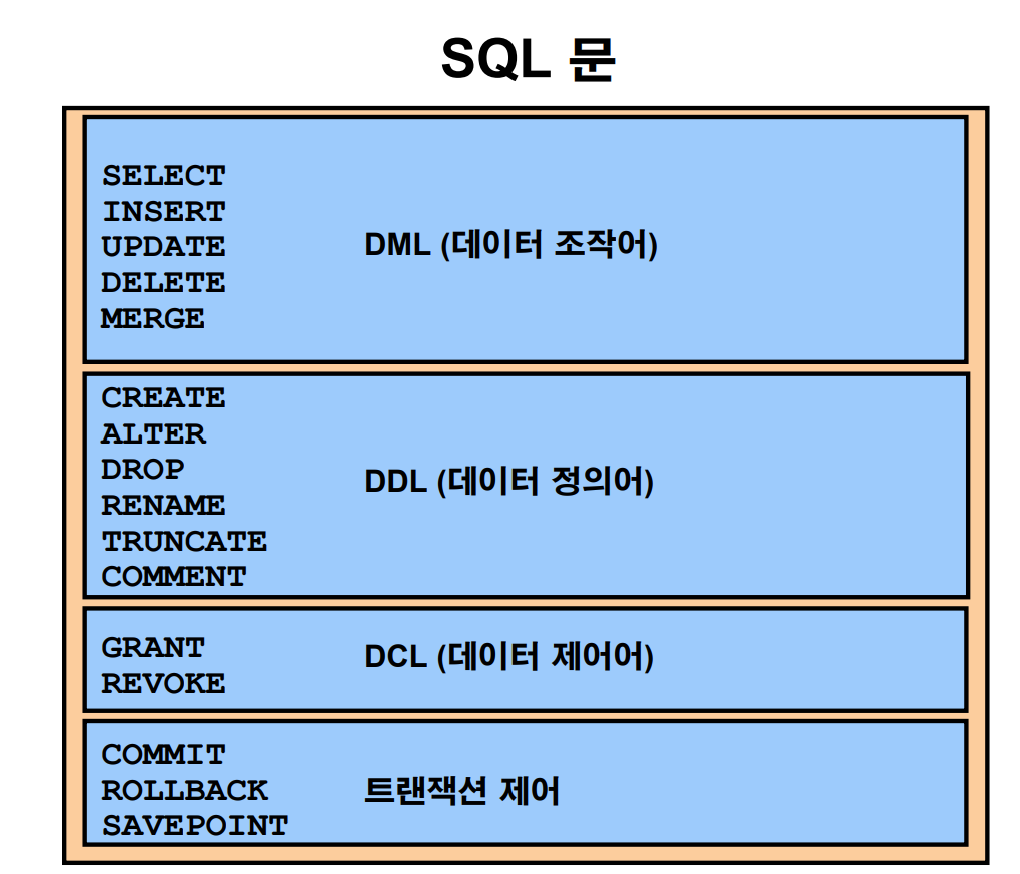 SQL 문
SELECT
INSERT
UPDATE
DELETE
MERGE
DML (데이터 조작어)
CREATE
ALTER
DROP
RENAME
TRUNCATE
COMMENT
DDL (데이터 정의어)
GRANT
REVOKE
DCL (데이터 제어어)
COMMIT
ROLLBACK
SAVEPOINT
트랜잭션 제어